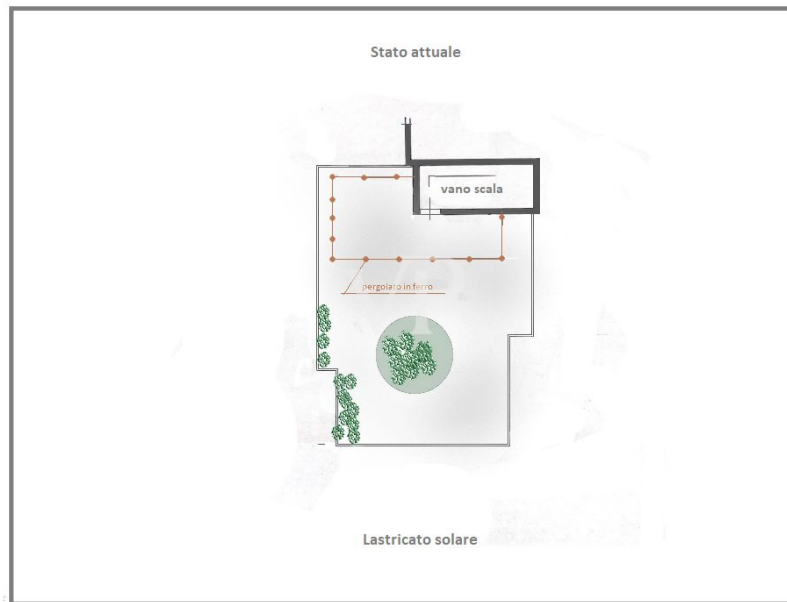 Stato attuale
vano scala
pergolato in ferro
Lastricato solare